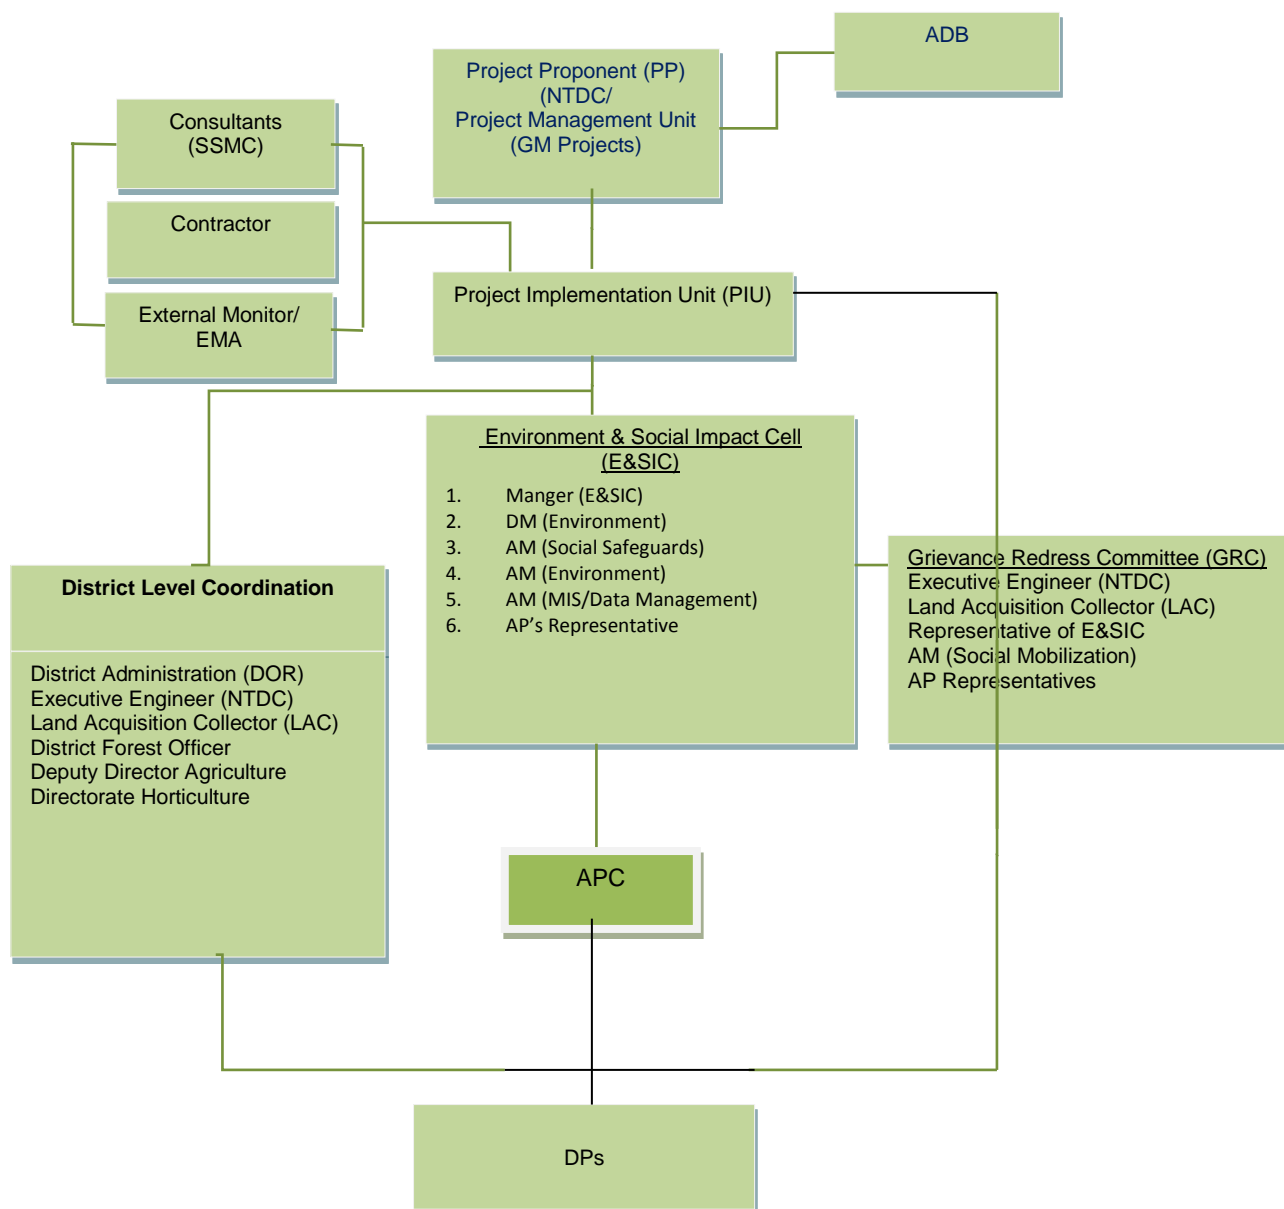 ADB
Project Proponent (PP)
(NTDC/
Project Management Unit
(GM Projects)
Consultants
(SSMC)
Contractor
External Monitor/
EMA
Project Implementation Unit (PIU)
Environment & Social Impact Cell
(E&SIC)
1. Manger (E&SIC)
2. DM (Environment)
3. AM (Social Safeguards)
4. AM (Environment)
5. AM (MIS/Data Management)
6. AP’s Representative
Grievance Redress Committee (GRC)
Executive Engineer (NTDC)
Land Acquisition Collector (LAC)
Representative of E&SIC
AM (Social Mobilization)
AP Representatives
District Level Coordination
District Administration (DOR)
Executive Engineer (NTDC)
Land Acquisition Collector (LAC)
District Forest Officer
Deputy Director Agriculture
Directorate Horticulture
APC
DPs